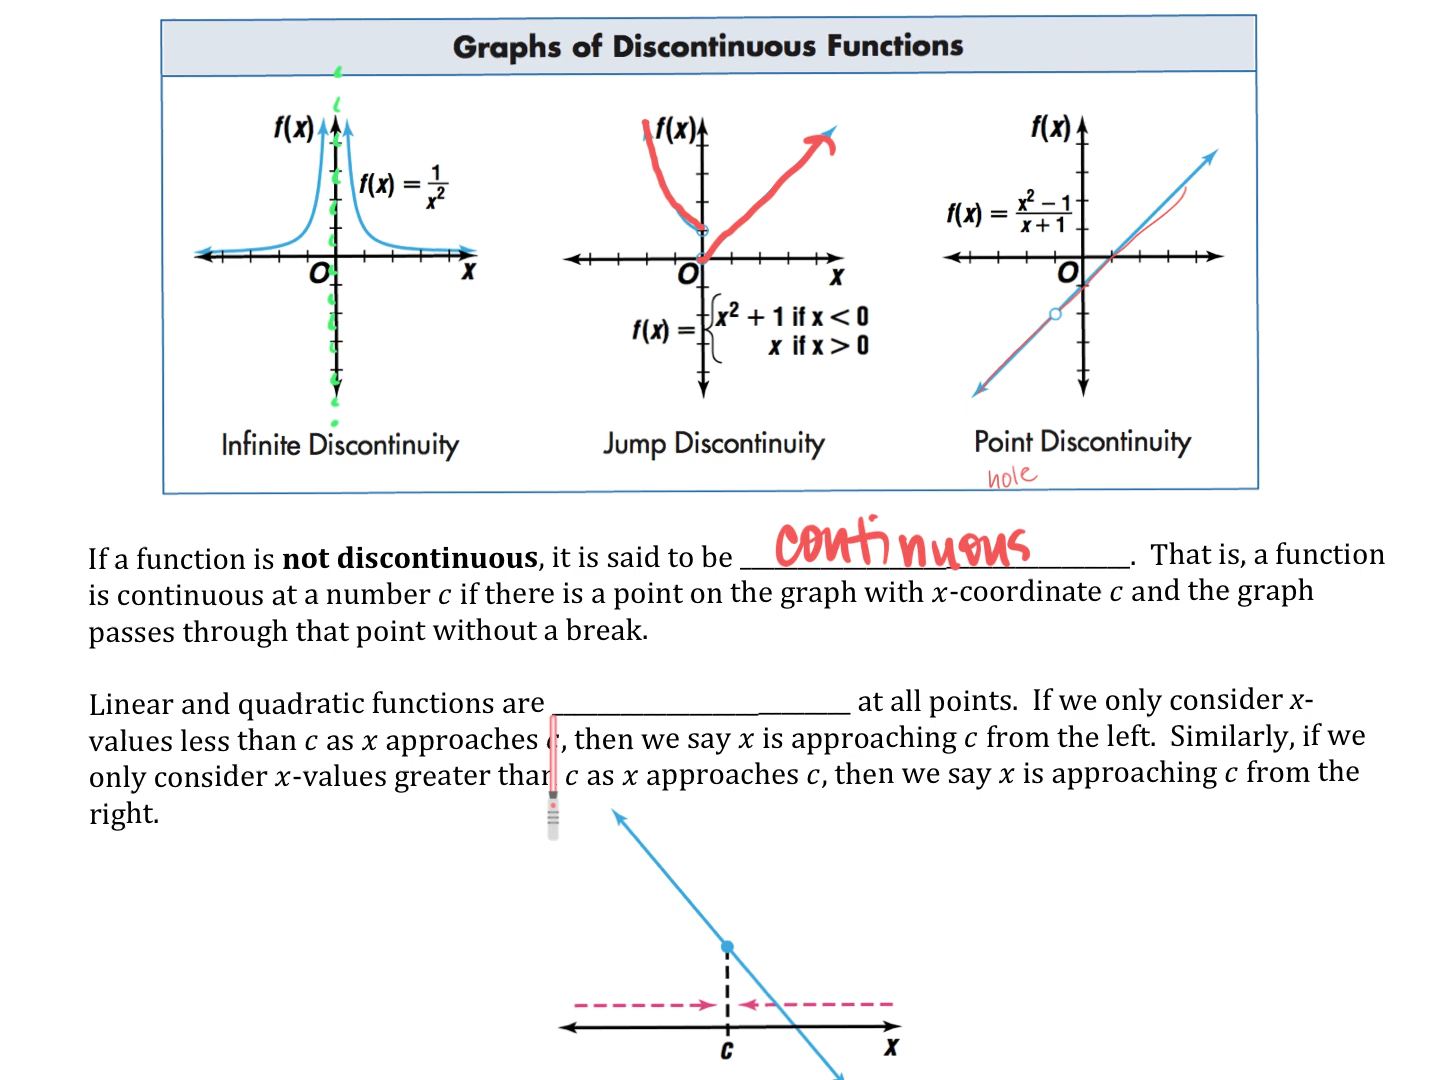 Graphs of Discontinuous Functions
f(x)
f(x) = 1/x²
O
x
Infinite Discontinuity
f(x)
O
x
f(x) = { x² + 1 if x < 0
x if x > 0
Jump Discontinuity
f(x)
f(x) = x² − 1 / x + 1
O
Point Discontinuity
hole
If a function is not discontinuous, it is said to be continuous. That is, a function
is continuous at a number c if there is a point on the graph with x-coordinate c and the graph
passes through that point without a break.
Linear and quadratic functions are ____________________ at all points. If we only consider x-
values less than c as x approaches c, then we say x is approaching c from the left. Similarly, if we
only consider x-values greater than c as x approaches c, then we say x is approaching c from the
right.
c
x